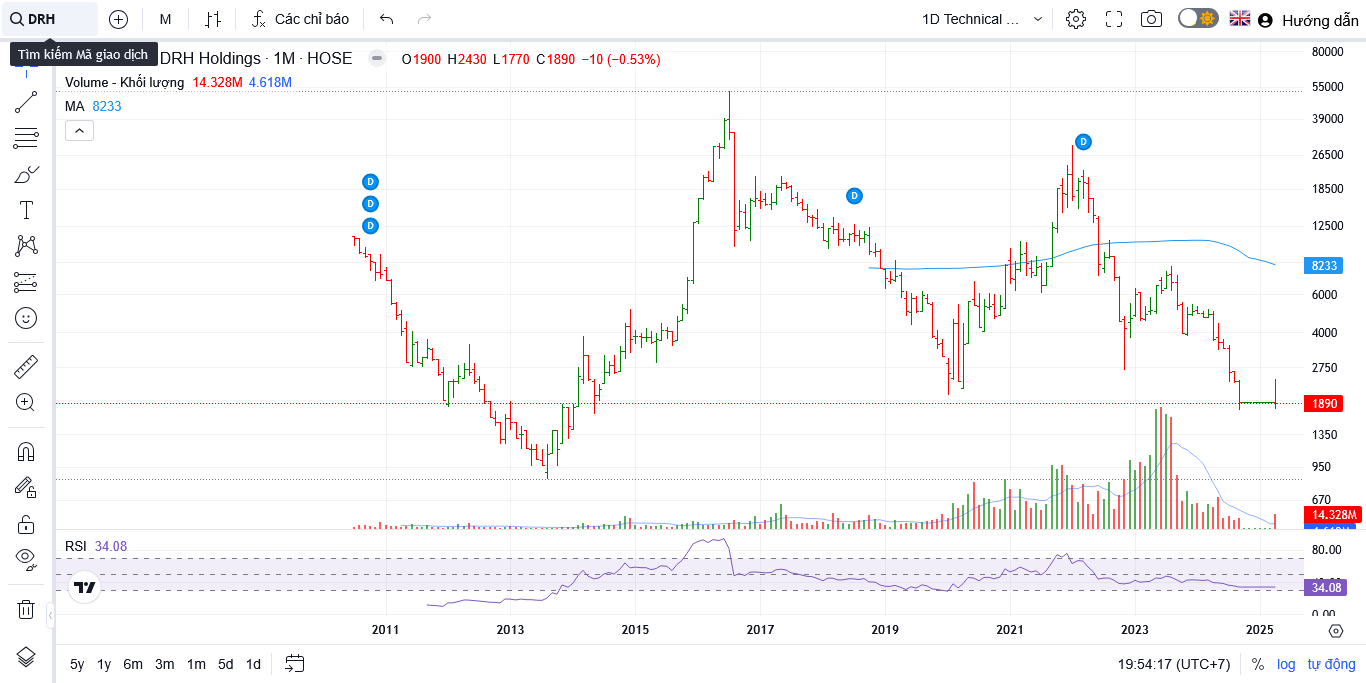 DRH M Các chỉ báo 1D Technical ... Hướng dẫn
Tìm kiếm Mã giao dịch
DRH Holdings · 1M · HOSE O1900 H2430 L1770 C1890 −10 (−0.53%)
Volume - Khối lượng 14.328M 4.618M
MA 8233
D
D
D
D
D
80000
55000
39000
26500
18500
12500
8233
6000
4000
2750
1890
1350
950
670
14.328M
RSI 34.08
80.00
34.08
0.00
2011 2013 2015 2017 2019 2021 2023 2025
5y 1y 6m 3m 1m 5d 1d 19:54:17 (UTC+7) % log tự động